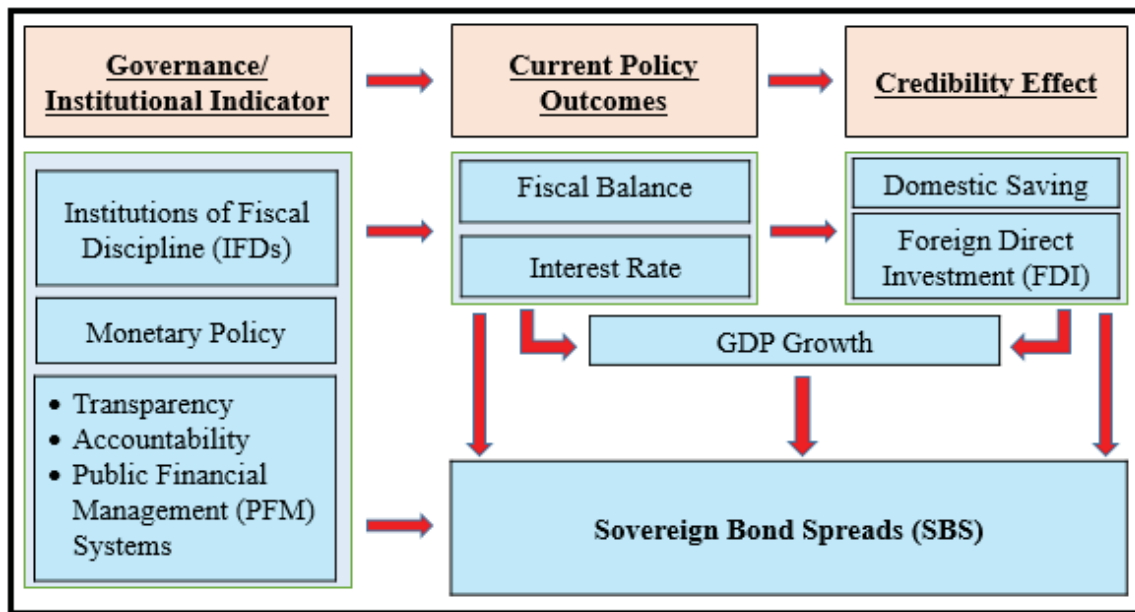 Governance/
Institutional Indicator
Current Policy
Outcomes
Credibility Effect
Institutions of Fiscal
Discipline (IFDs)
Monetary Policy
• Transparency
• Accountability
• Public Financial
Management (PFM)
Systems
Fiscal Balance
Interest Rate
Domestic Saving
Foreign Direct
Investment (FDI)
GDP Growth
Sovereign Bond Spreads (SBS)